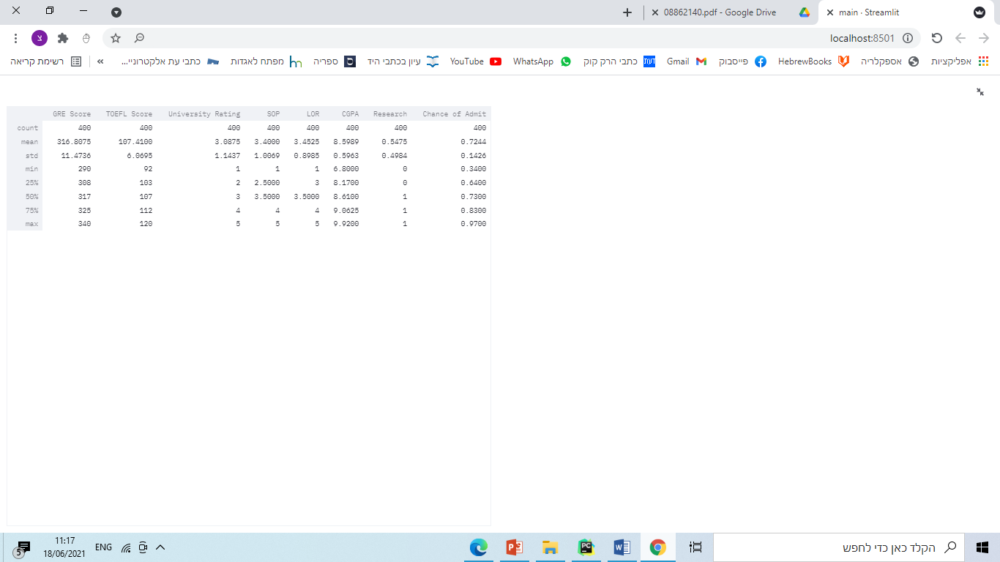 main · Streamlit
08862140.pdf - Google Drive
localhost:8501
צ
אפליקציות אספקלריה HebrewBooks פייסבוק Gmail כתבי הרק קוק WhatsApp YouTube עיון בכתבי היד ספריה מפתח לאגדות כתבי עת אלקטרוניי... » רשימת קריאה
GRE Score TOEFL Score University Rating SOP LOR CGPA Research Chance of Admit
count 400 400 400 400 400 400 400 400
mean 316.8075 107.4100 3.0875 3.4000 3.4525 8.5989 0.5475 0.7244
std 11.4736 6.0695 1.1437 1.0069 0.8985 0.5963 0.4984 0.1426
min 290 92 1 1 1 6.8000 0 0.3400
25% 308 103 2 2.5000 3 8.1700 0 0.6400
50% 317 107 3 3.5000 3.5000 8.6100 1 0.7300
75% 325 112 4 4 4 9.0625 1 0.8300
max 340 120 5 5 5 9.9200 1 0.9700
הקלד כאן כדי לחפש
ENG
11:17
18/06/2021
5